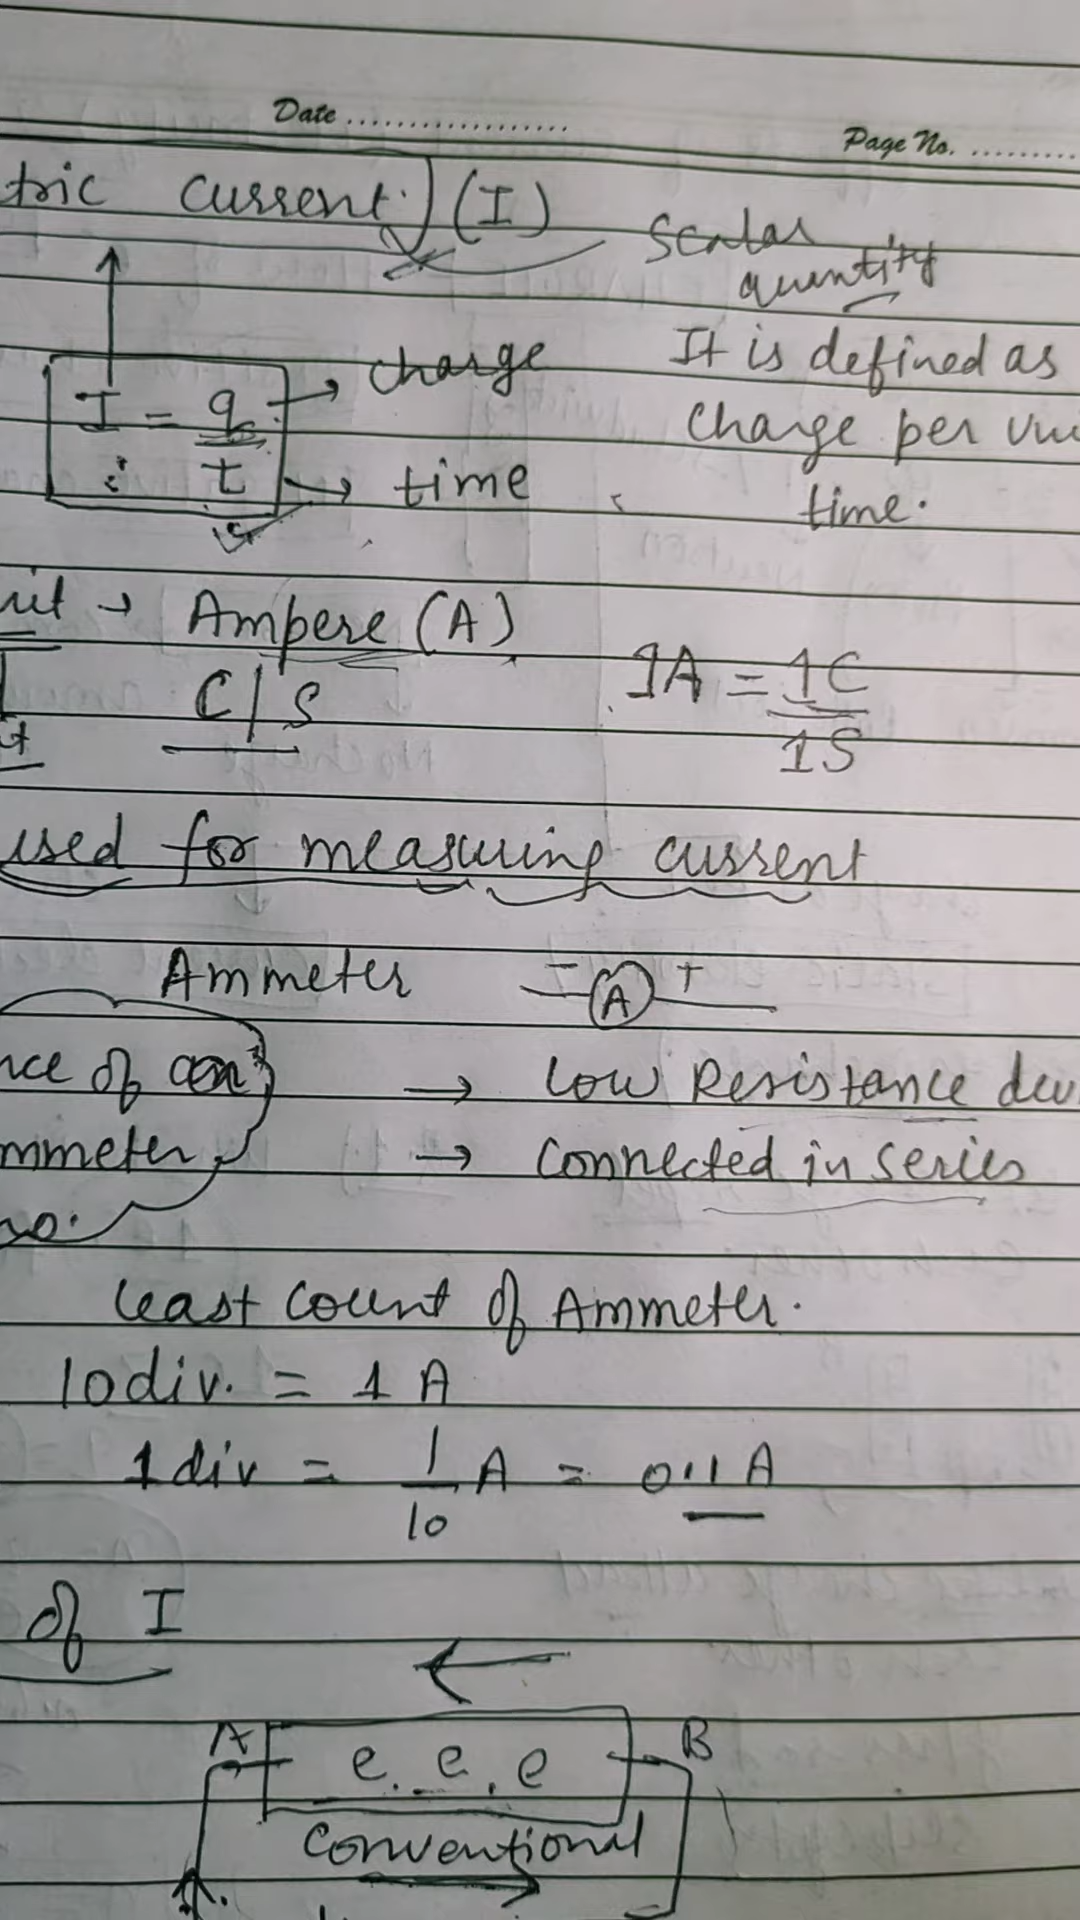 Date ..................
Page No. .........
tric current (I)
Scalar
quantity
I = q → charge
i t → time
It is defined as
charge per
time.
→ Ampere (A)
C/S
1A = 1C
1S
used for measuring current
Ammeter − (A) +
→ Low Resistance
mmeter → Connected in series
Least Count of Ammeter.
10 div. = 1 A
1 div = 1 A = 0.1 A
10
of I
←
A e. e. e B
Conventional
→